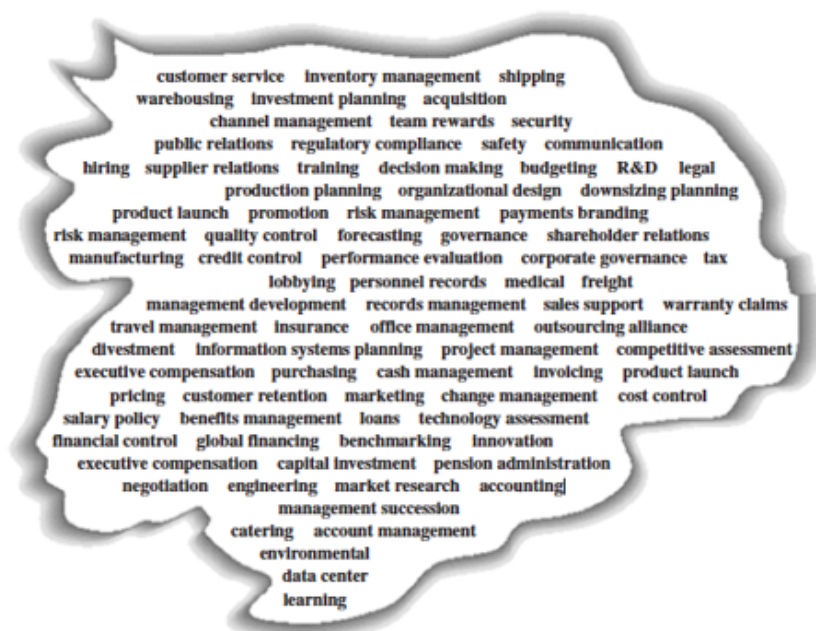 customer service inventory management shipping
warehousing investment planning acquisition
channel management team rewards security
public relations regulatory compliance safety communication
hiring supplier relations training decision making budgeting R&D legal
production planning organizational design downsizing planning
product launch promotion risk management payments branding
risk management quality control forecasting governance shareholder relations
manufacturing credit control performance evaluation corporate governance tax
lobbying personnel records medical freight
management development records management sales support warranty claims
travel management insurance office management outsourcing alliance
divestment information systems planning project management competitive assessment
executive compensation purchasing cash management invoicing product launch
pricing customer retention marketing change management cost control
salary policy benefits management loans technology assessment
financial control global financing benchmarking innovation
executive compensation capital investment pension administration
negotiation engineering market research accounting
management succession
catering account management
environmental
data center
learning